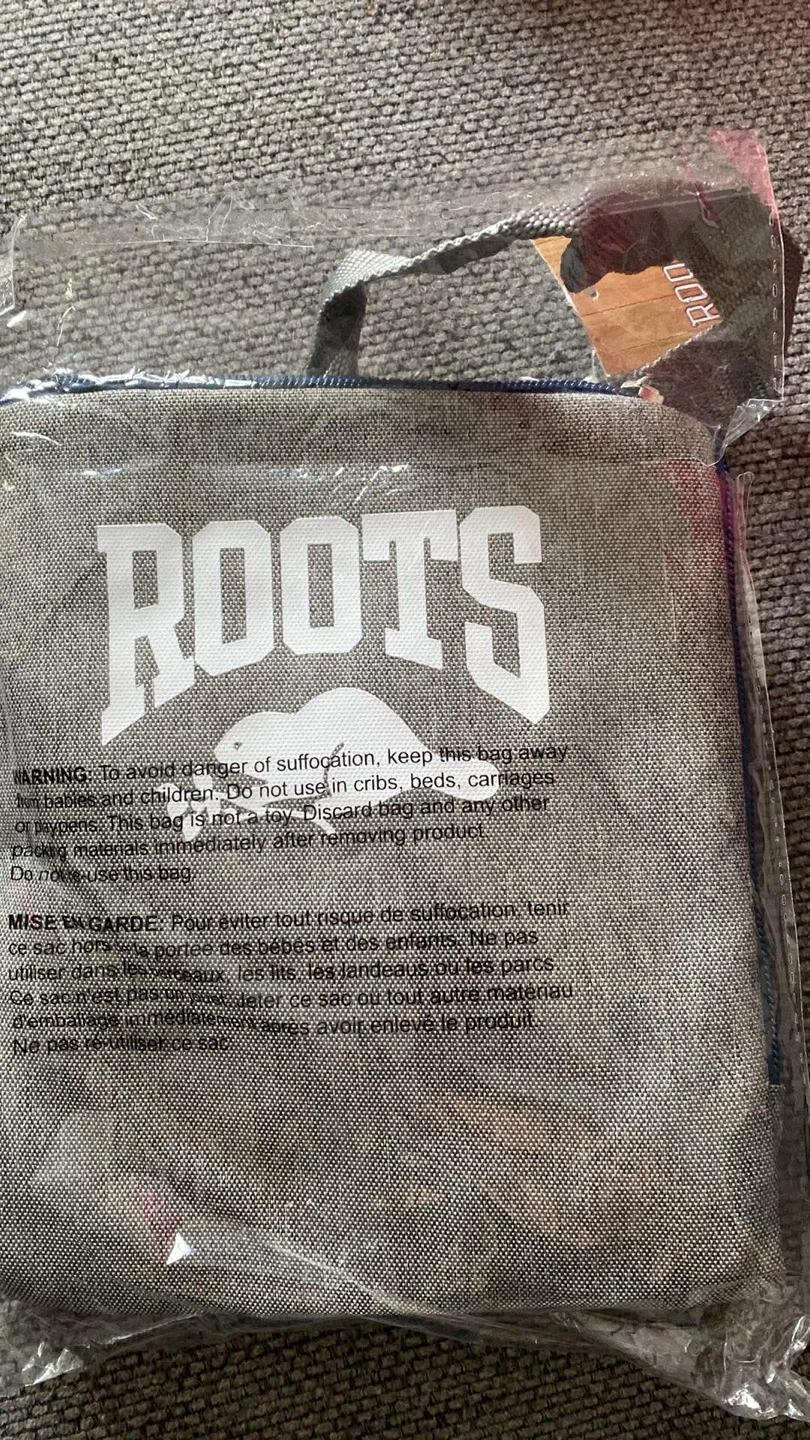 ROO
ROOTS
WARNING: To avoid danger of suffocation, keep this bag away
from babies and children. Do not use in cribs, beds, carriages
or playpens. This bag is not a toy. Discard bag and any other
packing materials immediately after removing product.
Do not re-use this bag.
MISE EN GARDE: Pour éviter tout risque de suffocation, tenir
ce sac hors de la portée des bébés et des enfants. Ne pas
utiliser dans les berceaux, les lits, les landeaus ou les parcs.
Ce sac n'est pas un jouet. Jeter ce sac ou tout autre matériau
d'emballage immédiatement après avoir enlevé le produit.
Ne pas ré-utiliser ce sac.